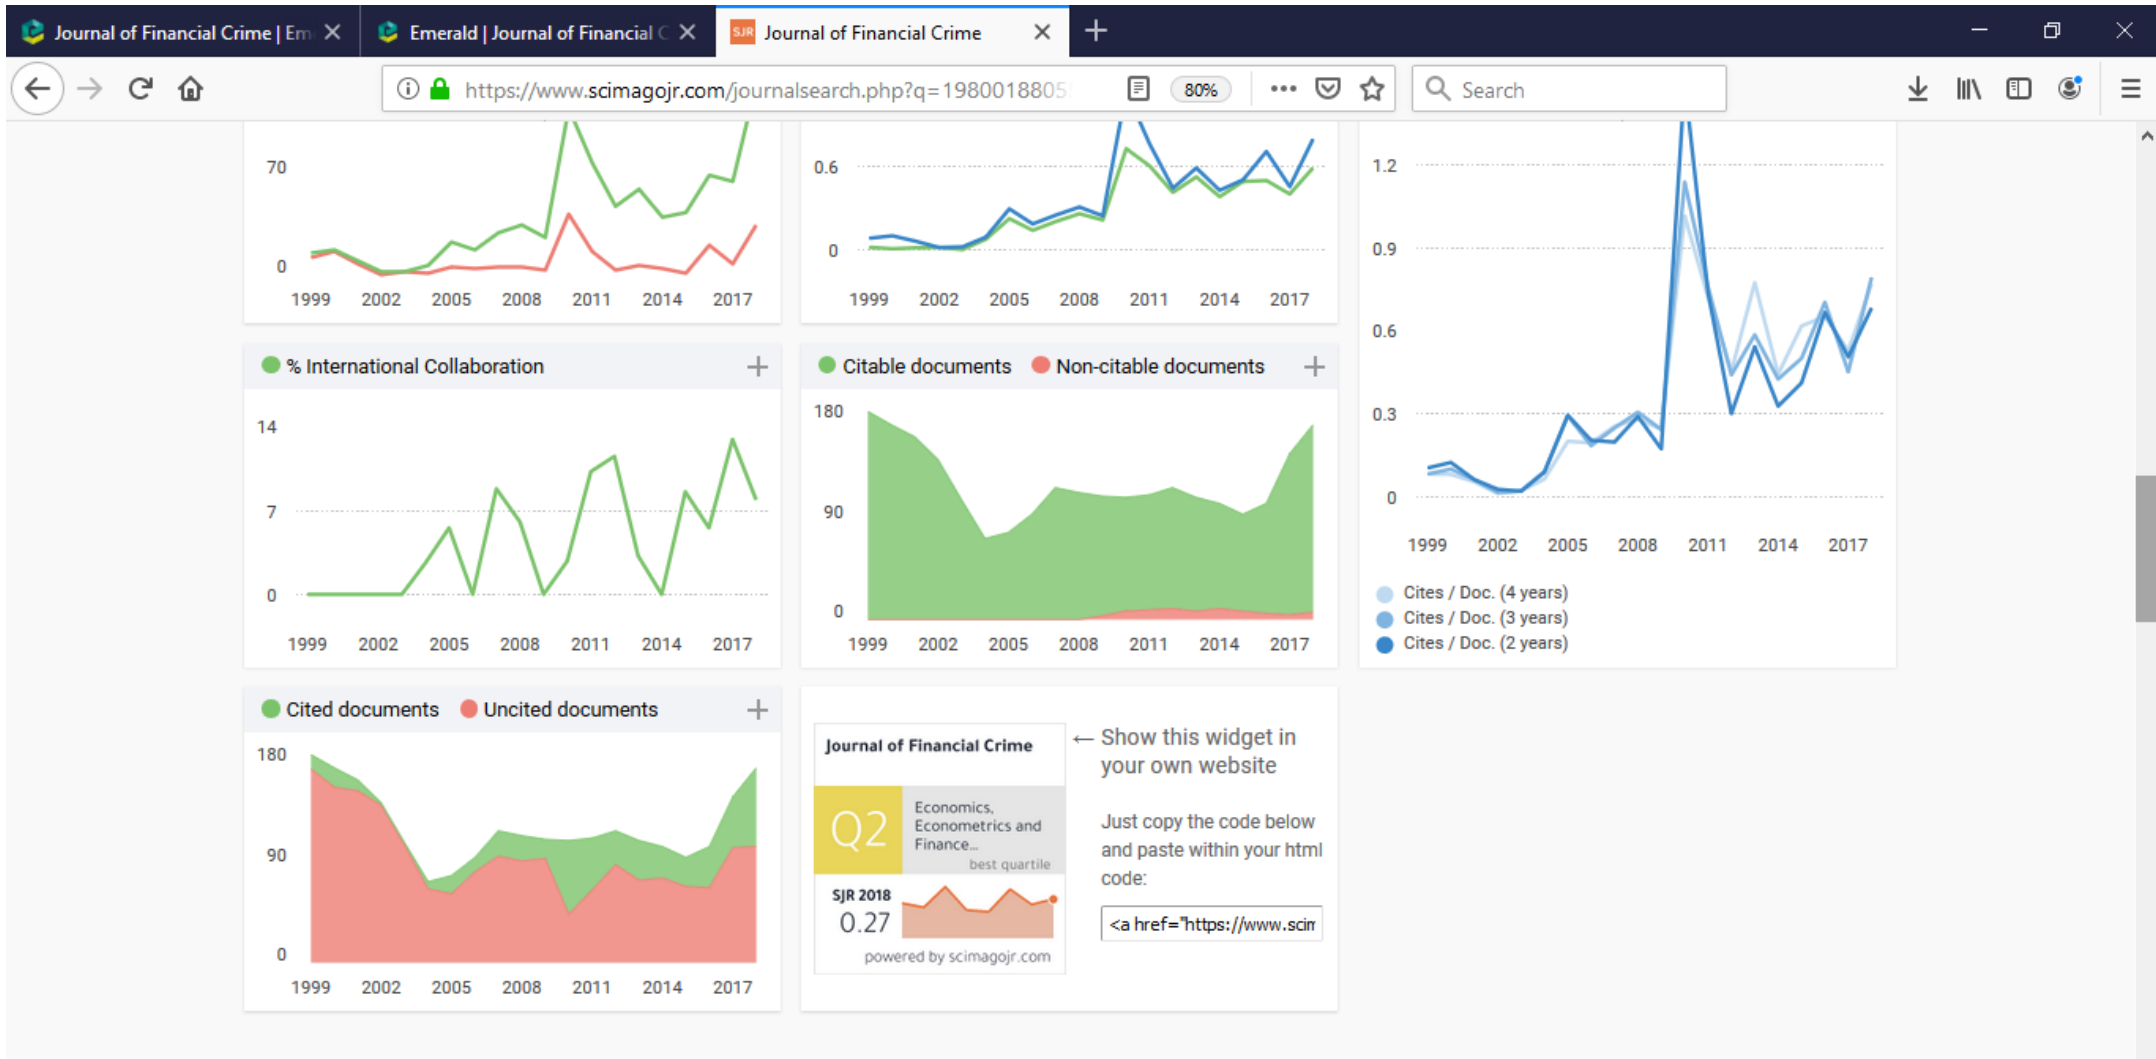 Journal of Financial Crime | Em
Emerald | Journal of Financial C
SJR Journal of Financial Crime
https://www.scimagojr.com/journalsearch.php?q=1980018805
80%
Search
70
0
1999 2002 2005 2008 2011 2014 2017
0.6
0
1999 2002 2005 2008 2011 2014 2017
1.2
0.9
0.6
0.3
0
1999 2002 2005 2008 2011 2014 2017
Cites / Doc. (4 years)
Cites / Doc. (3 years)
Cites / Doc. (2 years)
% International Collaboration
14
7
0
1999 2002 2005 2008 2011 2014 2017
Citable documents Non-citable documents
180
90
0
1999 2002 2005 2008 2011 2014 2017
Cited documents Uncited documents
180
90
0
1999 2002 2005 2008 2011 2014 2017
Journal of Financial Crime
Q2
Economics,
Econometrics and
Finance...
best quartile
SJR 2018
0.27
powered by scimagojr.com
← Show this widget in
your own website
Just copy the code below
and paste within your html
code:
<a href="https://www.scim